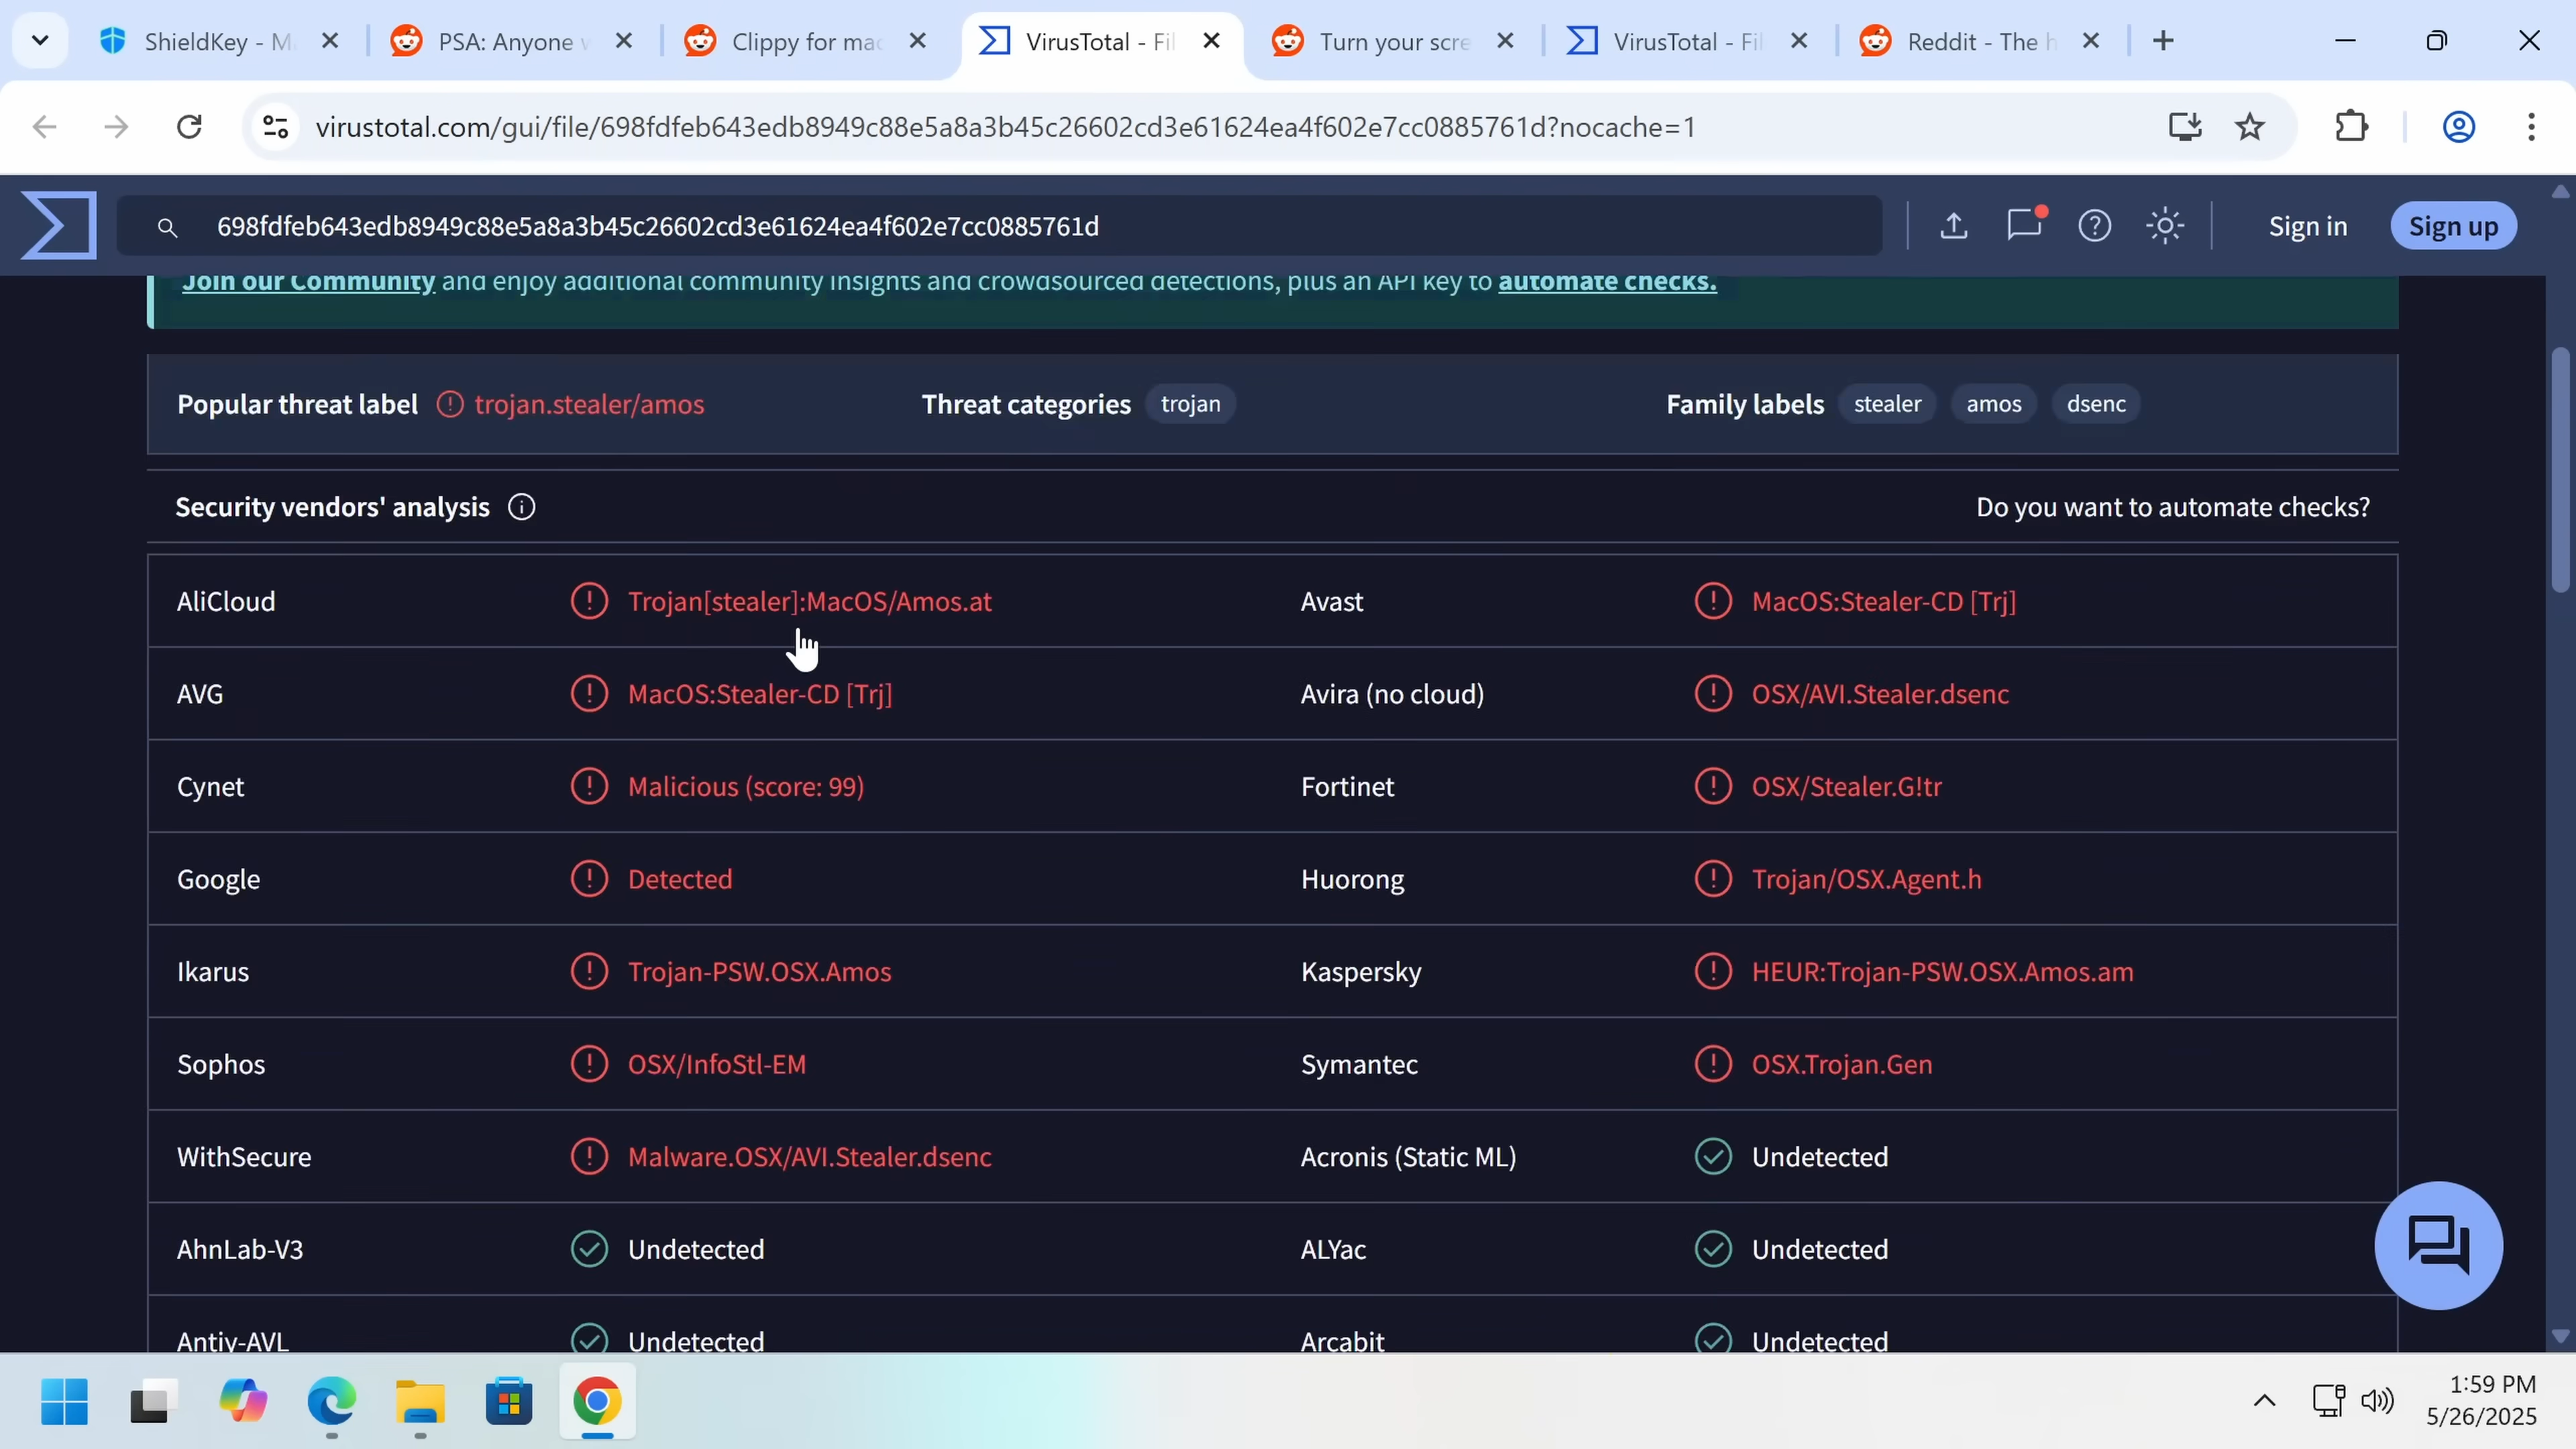 ShieldKey - Ma
PSA: Anyone w
Clippy for mac
VirusTotal - Fil
Turn your scre
VirusTotal - Fil
Reddit - The h
virustotal.com/gui/file/698fdfeb643edb8949c88e5a8a3b45c26602cd3e61624ea4f602e7cc0885761d?nocache=1
698fdfeb643edb8949c88e5a8a3b45c26602cd3e61624ea4f602e7cc0885761d
Sign in
Sign up
Join our Community and enjoy additional community insights and crowdsourced detections, plus an API key to automate checks.
Popular threat label trojan.stealer/amos Threat categories trojan Family labels stealer amos dsenc
Security vendors' analysis Do you want to automate checks?
AliCloud Trojan[stealer]:MacOS/Amos.at Avast MacOS:Stealer-CD [Trj]
AVG MacOS:Stealer-CD [Trj] Avira (no cloud) OSX/AVI.Stealer.dsenc
Cynet Malicious (score: 99) Fortinet OSX/Stealer.G!tr
Google Detected Huorong Trojan/OSX.Agent.h
Ikarus Trojan-PSW.OSX.Amos Kaspersky HEUR:Trojan-PSW.OSX.Amos.am
Sophos OSX/InfoStl-EM Symantec OSX.Trojan.Gen
WithSecure Malware.OSX/AVI.Stealer.dsenc Acronis (Static ML) Undetected
AhnLab-V3 Undetected ALYac Undetected
Antiy-AVL Undetected Arcabit Undetected
1:59 PM
5/26/2025